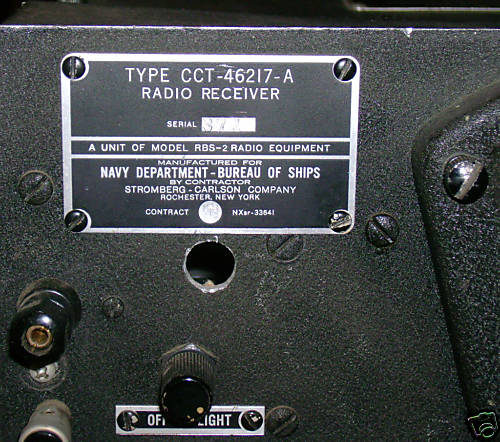 TYPE CCT-46217-A
RADIO RECEIVER
SERIAL
A UNIT OF MODEL RBS-2 RADIO EQUIPMENT
MANUFACTURED FOR
NAVY DEPARTMENT-BUREAU OF SHIPS
BY CONTRACTOR
STROMBERG-CARLSON COMPANY
ROCHESTER, NEW YORK
CONTRACT NXsr-33641
OFF LIGHT